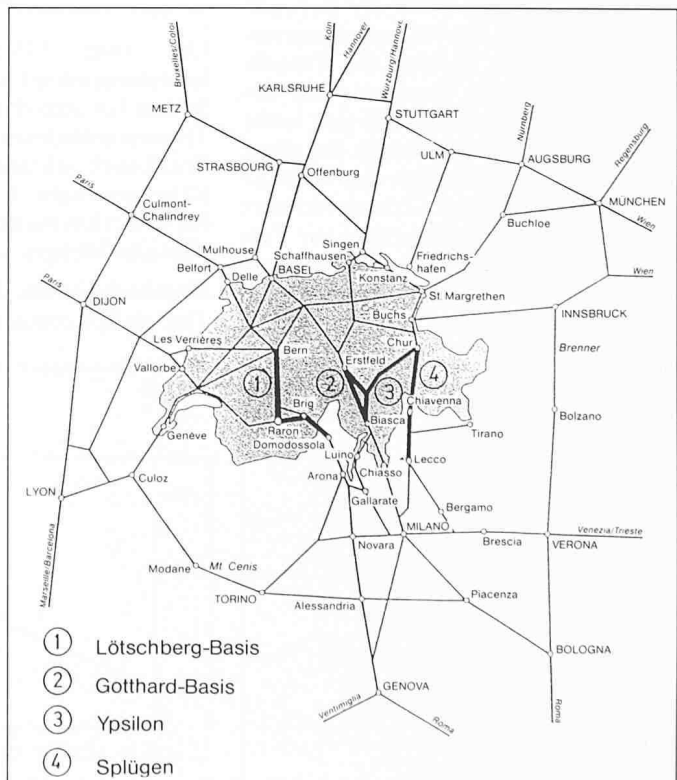 Bruxelles/Coloi
Köln
Hannover
Würzburg/Hannovt.
KARLSRUHE
METZ
STUTTGART
Nürnberg
Regensburg
ULM
AUGSBURG
STRASBOURG
Offenburg
Paris
Culmont-
Chalindrey
MÜNCHEN
Buchloe
Wien
Singen
Mulhouse
Schaffhausen
Friedrichs-
hafen
Belfort
BASEL
Konstanz
Wien
Paris
Delle
St. Margrethen
DIJON
Buchs
INNSBRUCK
Les Verrières
Bern
Erstfeld
Chur
Brenner
Vallorbe
1
2
3
4
Brig
Chiavenna
Genève
Raron
Biasca
Bolzano
Domodossola
Tirano
Luino
Chiasso
Lecco
LYON
Culoz
Arona
Gallarate
Bergamo
MILANO
Venezia/Trieste
Novara
Brescia
VERONA
Marseille/Barcelona
Modane
Mt Cenis
TORINO
Alessandria
Piacenza
BOLOGNA
GENOVA
Ventimiglia
Roma
Roma
1 Lötschberg-Basis
2 Gotthard-Basis
3 Ypsilon
4 Splügen